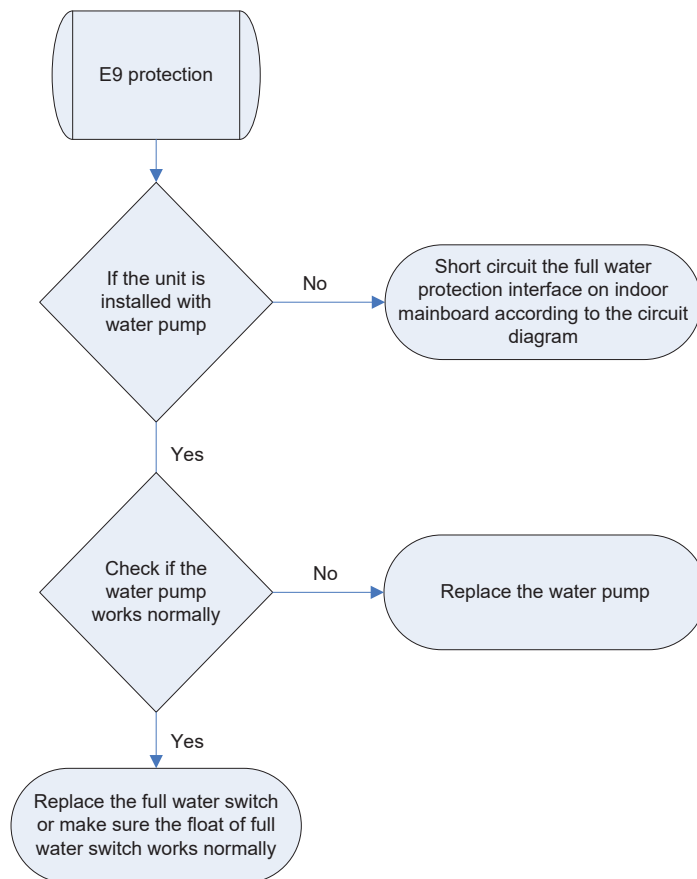 E9 protection
If the unit is
installed with
water pump
No
Short circuit the full water
protection interface on indoor
mainboard according to the circuit
diagram
Yes
Check if the
water pump
works normally
No
Replace the water pump
Yes
Replace the full water switch
or make sure the float of full
water switch works normally